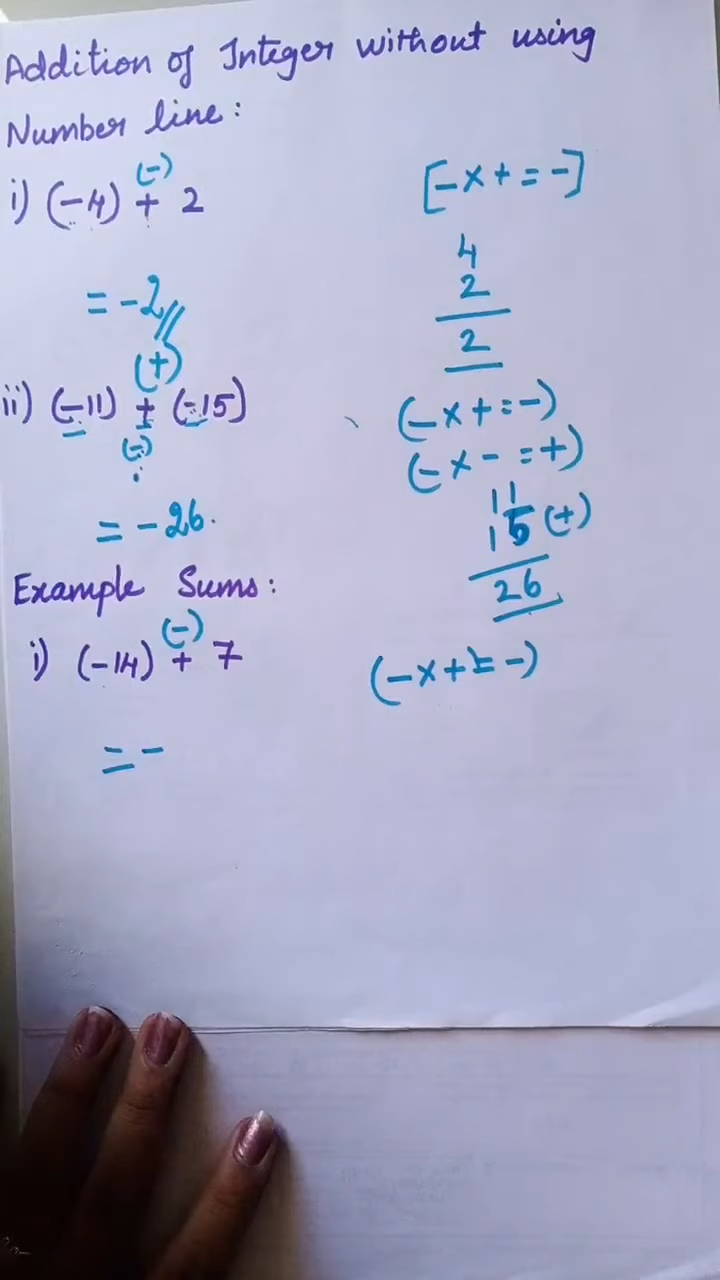 Addition of Integer without using
Number line:
(-)
i) (-4) + 2 [- x + = -]
4
2
= -2 2
(+)
ii) (-11) + (-15) (- x + = -)
(-) (- x - = +)
11
15 (+)
= -26. 26
Example Sums:
(-)
i) (-14) + 7 (- x + = -)
= -